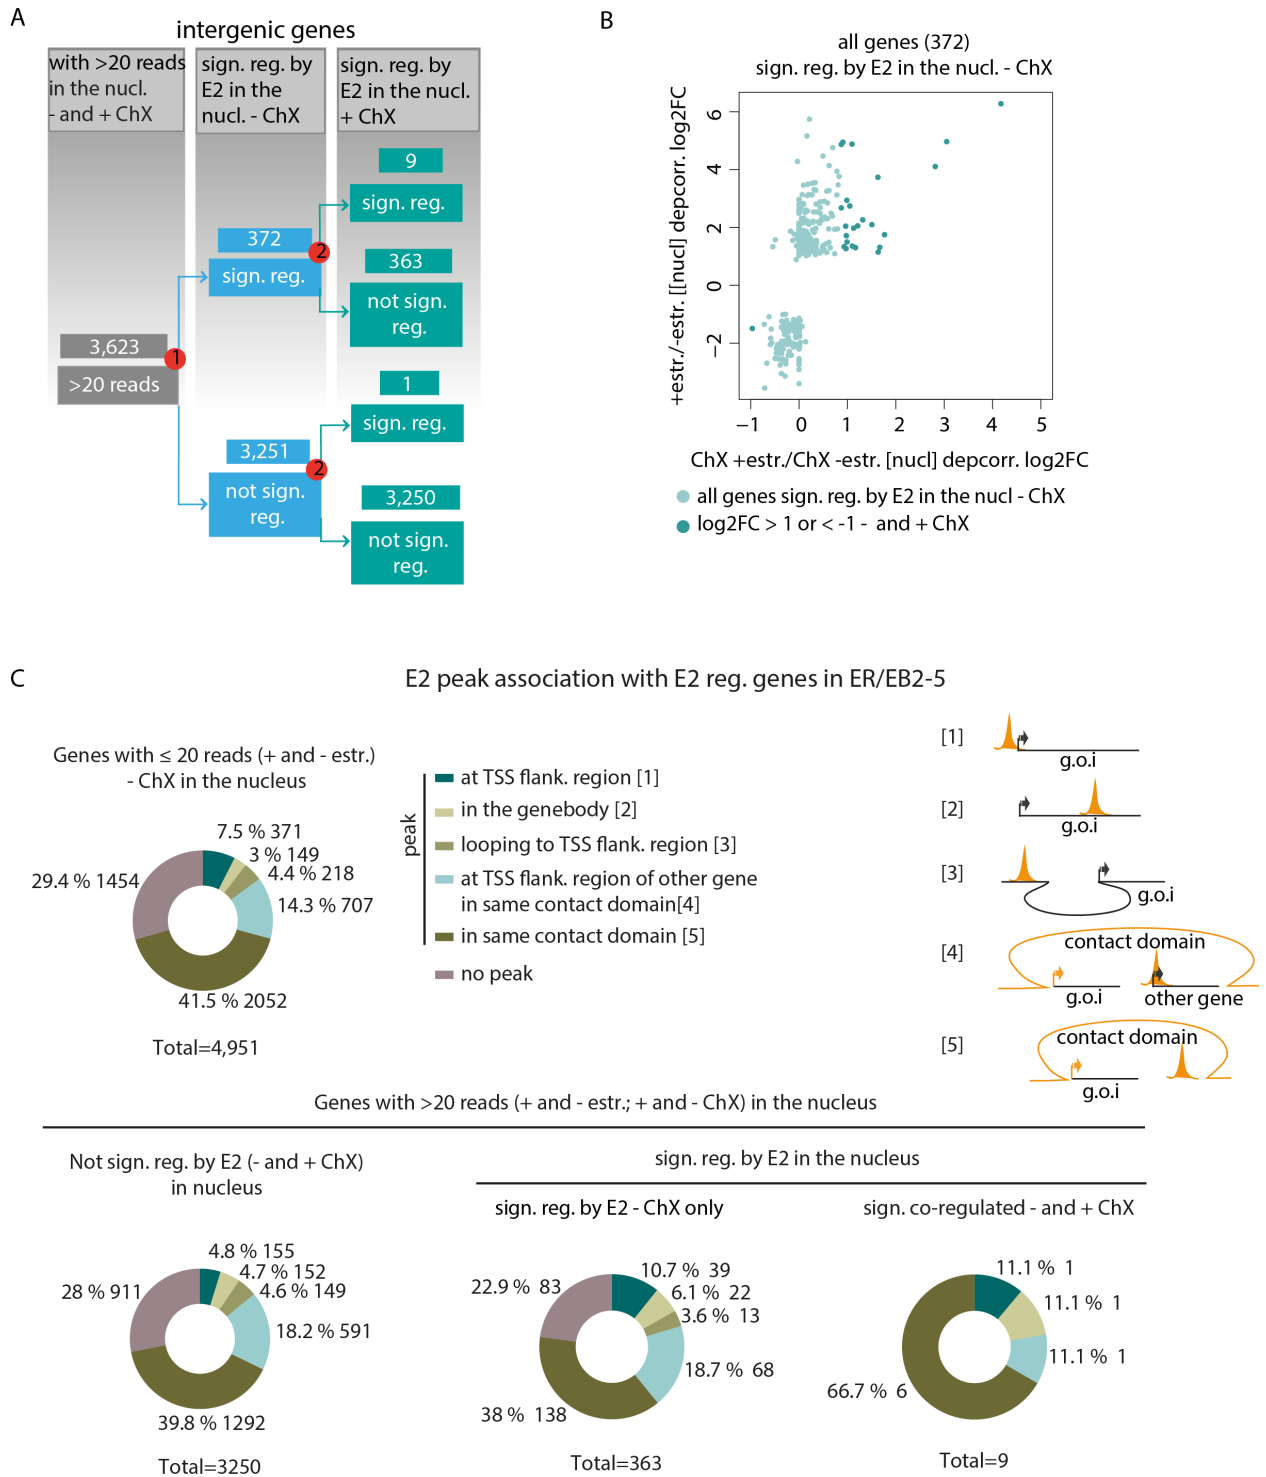 A
intergenic genes
with >20 reads
in the nucl.
- and + ChX
sign. reg. by
E2 in the
nucl. - ChX
sign. reg. by
E2 in the nucl.
+ ChX
9
sign. reg.
372
2
sign. reg.
363
not sign.
reg.
3,623
1
>20 reads
1
sign. reg.
3,251
2
not sign.
reg.
3,250
not sign.
reg.
B
all genes (372)
sign. reg. by E2 in the nucl. - ChX
+estr./-estr. [[nucl] depcorr. log2FC
6
4
2
0
−2
−1 0 1 2 3 4 5
ChX +estr./ChX -estr. [nucl] depcorr. log2FC
all genes sign. reg. by E2 in the nucl - ChX
log2FC > 1 or < -1 - and + ChX
C
E2 peak association with E2 reg. genes in ER/EB2-5
Genes with ≤ 20 reads (+ and - estr.)
- ChX in the nucleus
7.5 % 371
3 % 149
4.4 % 218
14.3 % 707
29.4 % 1454
41.5 % 2052
Total=4,951
peak
at TSS flank. region [1]
in the genebody [2]
looping to TSS flank. region [3]
at TSS flank. region of other gene
in same contact domain[4]
in same contact domain [5]
no peak
[1]
g.o.i
[2]
g.o.i
[3]
g.o.i
[4]
contact domain
g.o.i
other gene
[5]
contact domain
g.o.i
Genes with >20 reads (+ and - estr.; + and - ChX) in the nucleus
Not sign. reg. by E2 (- and + ChX)
in nucleus
4.8 % 155
4.7 % 152
4.6 % 149
28 % 911
18.2 % 591
39.8 % 1292
Total=3250
sign. reg. by E2 in the nucleus
sign. reg. by E2 - ChX only
10.7 % 39
22.9 % 83
6.1 % 22
3.6 % 13
18.7 % 68
38 % 138
Total=363
sign. co-regulated - and + ChX
11.1 % 1
11.1 % 1
11.1 % 1
66.7 % 6
Total=9